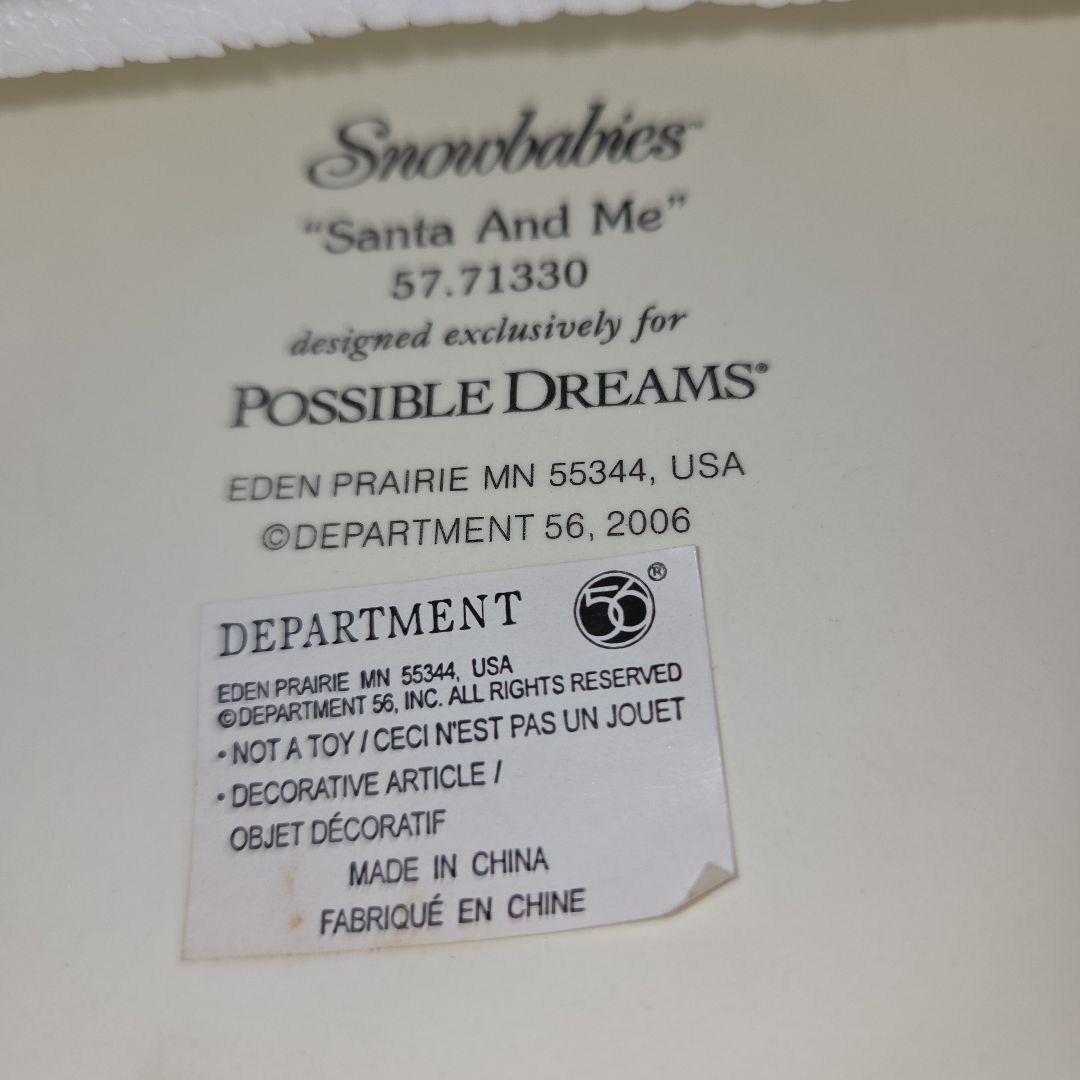 Snowbabies™
“Santa And Me”
57.71330
designed exclusively for
POSSIBLE DREAMS®
EDEN PRAIRIE MN 55344, USA
©DEPARTMENT 56, 2006
DEPARTMENT 56®
EDEN PRAIRIE MN 55344, USA
©DEPARTMENT 56, INC. ALL RIGHTS RESERVED
• NOT A TOY / CECI N'EST PAS UN JOUET
• DECORATIVE ARTICLE /
OBJET DÉCORATIF
MADE IN CHINA
FABRIQUÉ EN CHINE